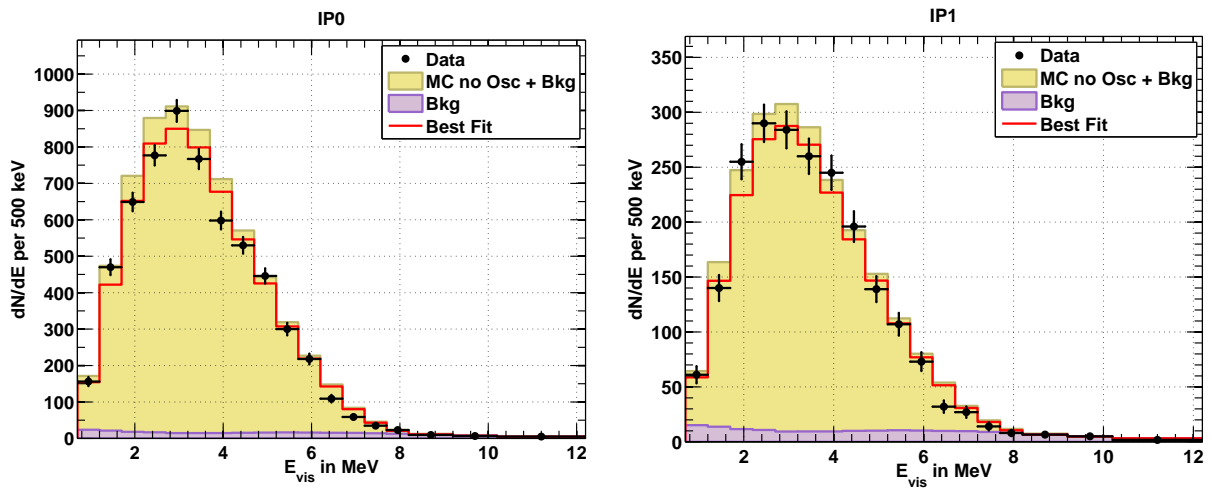 IP0
dN/dE per 500 keV
1000
900
800
700
600
500
400
300
200
100
0
2
4
6
8
10
12
E_vis in MeV
Data
MC no Osc + Bkg
Bkg
Best Fit
IP1
dN/dE per 500 keV
350
300
250
200
150
100
50
0
2
4
6
8
10
12
E_vis in MeV
Data
MC no Osc + Bkg
Bkg
Best Fit